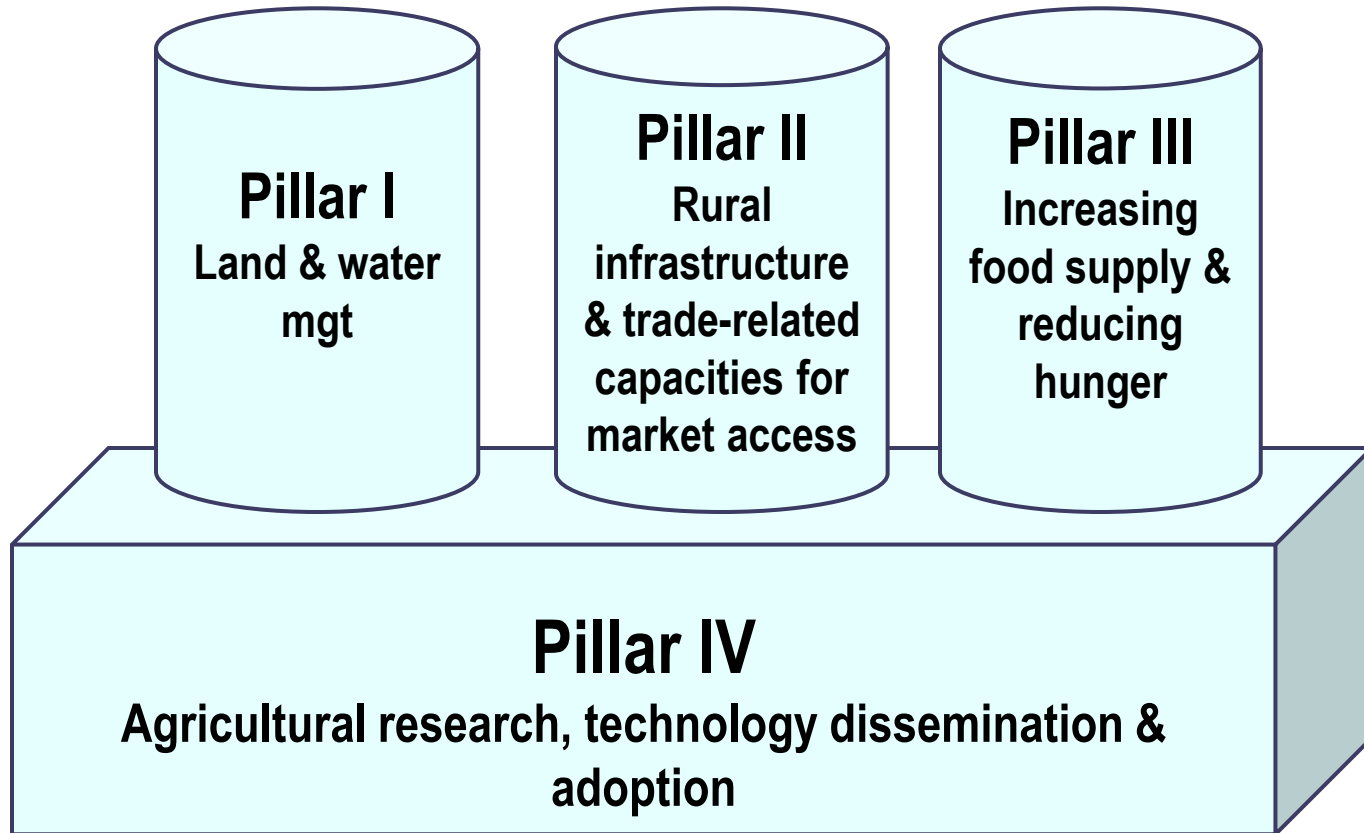 Pillar I
Land & water
mgt
Pillar II
Rural
infrastructure
& trade-related
capacities for
market access
Pillar III
Increasing
food supply &
reducing
hunger
Pillar IV
Agricultural research, technology dissemination &
adoption